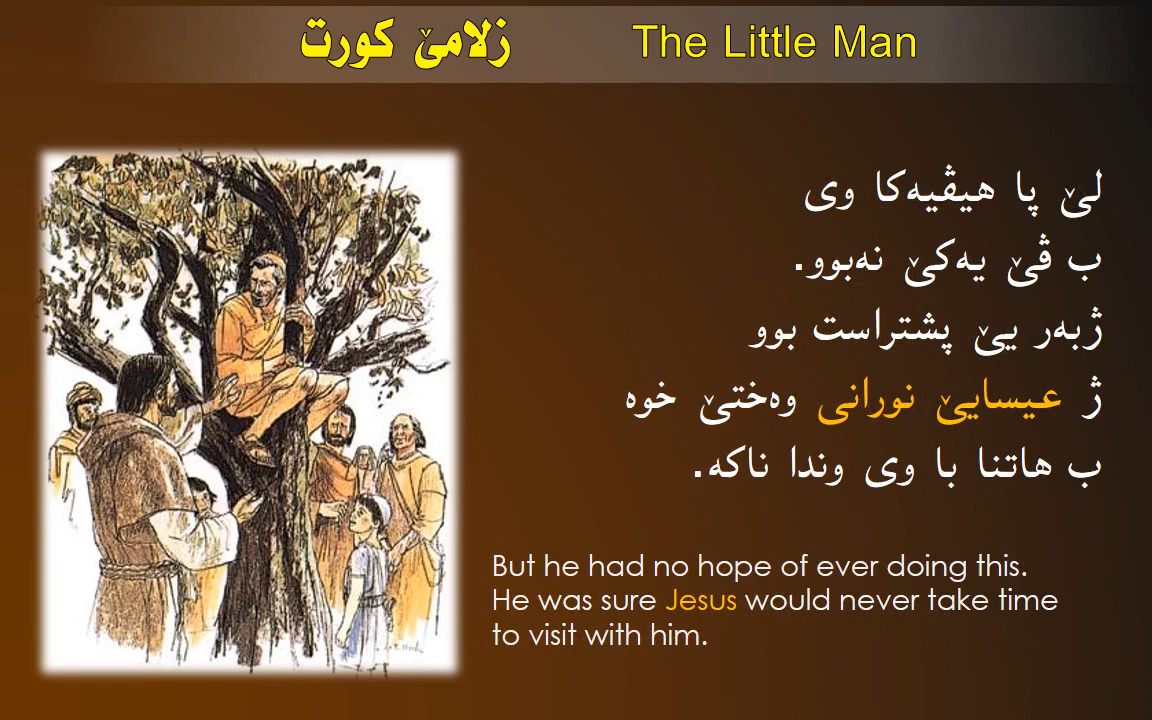 زلامێ کورت
The Little Man
لێ پا هیڤیەکا وی
ب ڤێ یەکێ نەبوو.
ژبەر یێ پشتراست بوو
ژ عیسایێ نورانی وەختێ خوە
ب هاتنا با وی وندا ناکە.
But he had no hope of ever doing this.
He was sure Jesus would never take time
to visit with him.